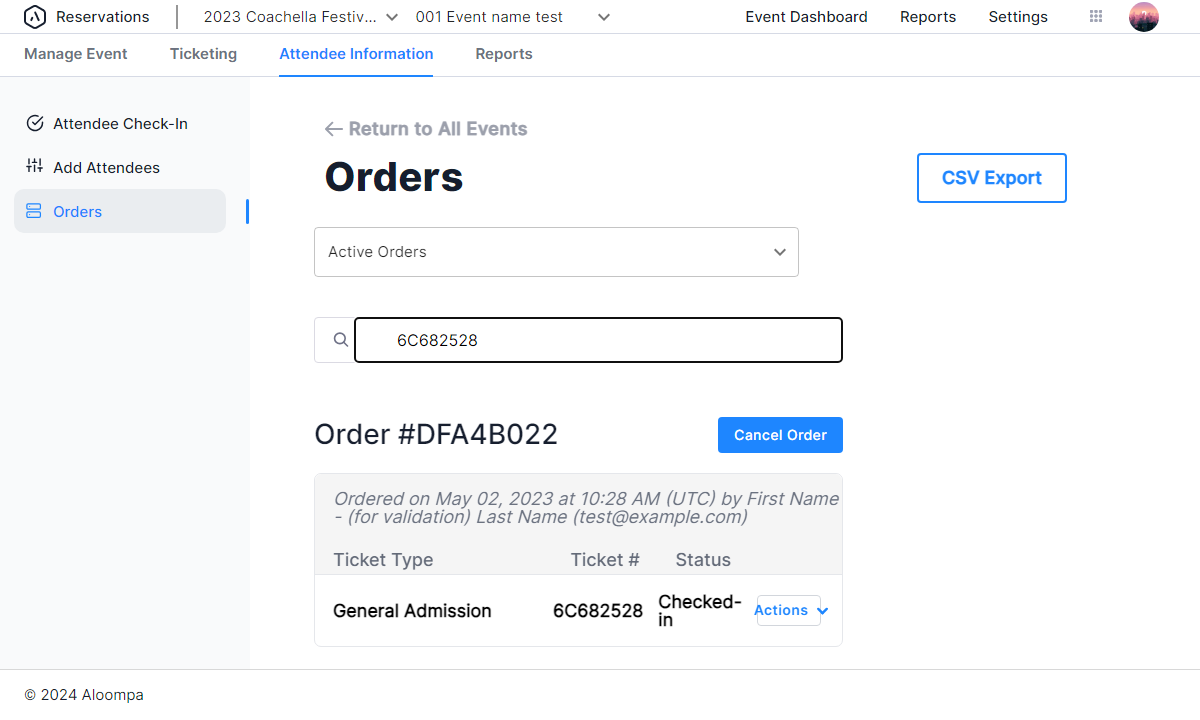 Reservations
2023 Coachella Festiv...
001 Event name test
Event Dashboard
Reports
Settings
Manage Event
Ticketing
Attendee Information
Reports
Attendee Check-In
Add Attendees
Orders
Return to All Events
Orders
CSV Export
Active Orders
6C682528
Order #DFA4B022
Cancel Order
Ordered on May 02, 2023 at 10:28 AM (UTC) by First Name
- (for validation) Last Name (test@example.com)
Ticket Type Ticket # Status
General Admission 6C682528 Checked-
in
Actions
© 2024 Aloompa